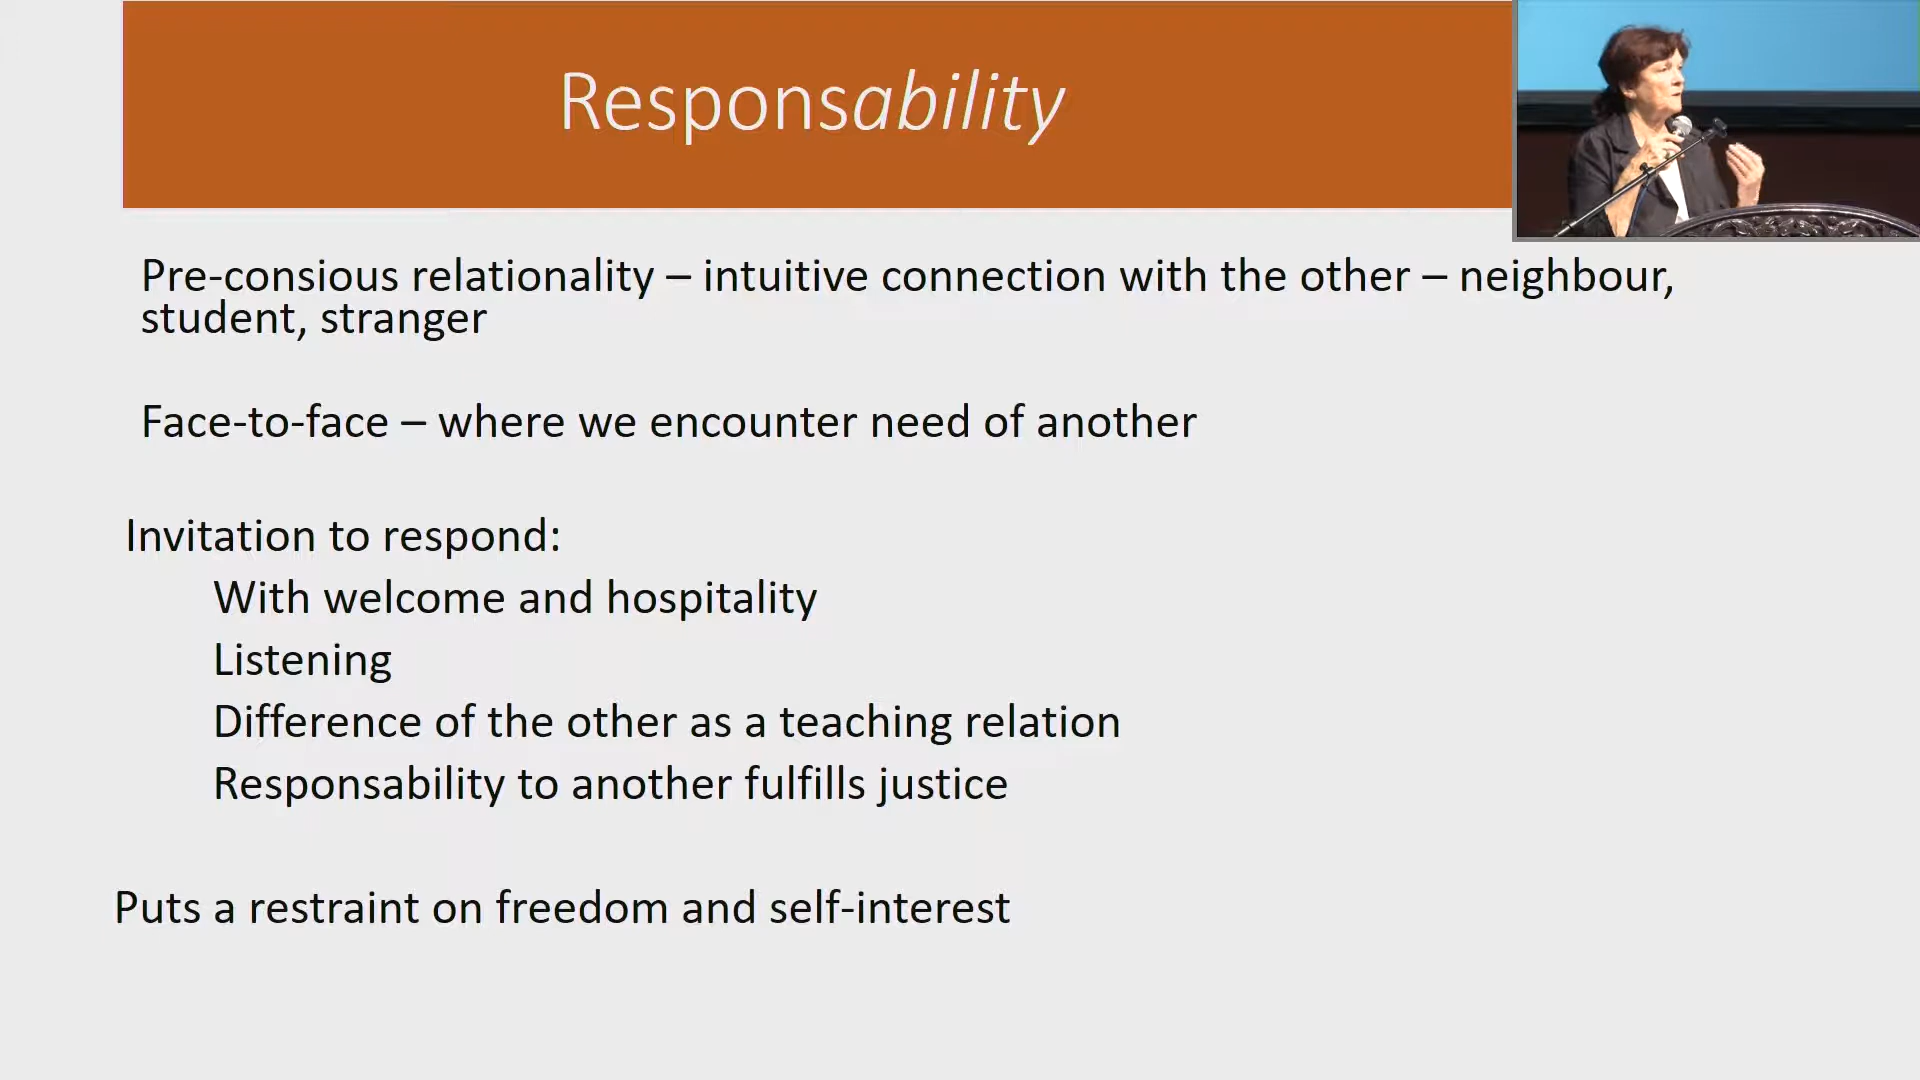 Responsability
Pre-consious relationality – intuitive connection with the other – neighbour,
student, stranger
Face-to-face – where we encounter need of another
Invitation to respond:
With welcome and hospitality
Listening
Difference of the other as a teaching relation
Responsability to another fulfills justice
Puts a restraint on freedom and self-interest